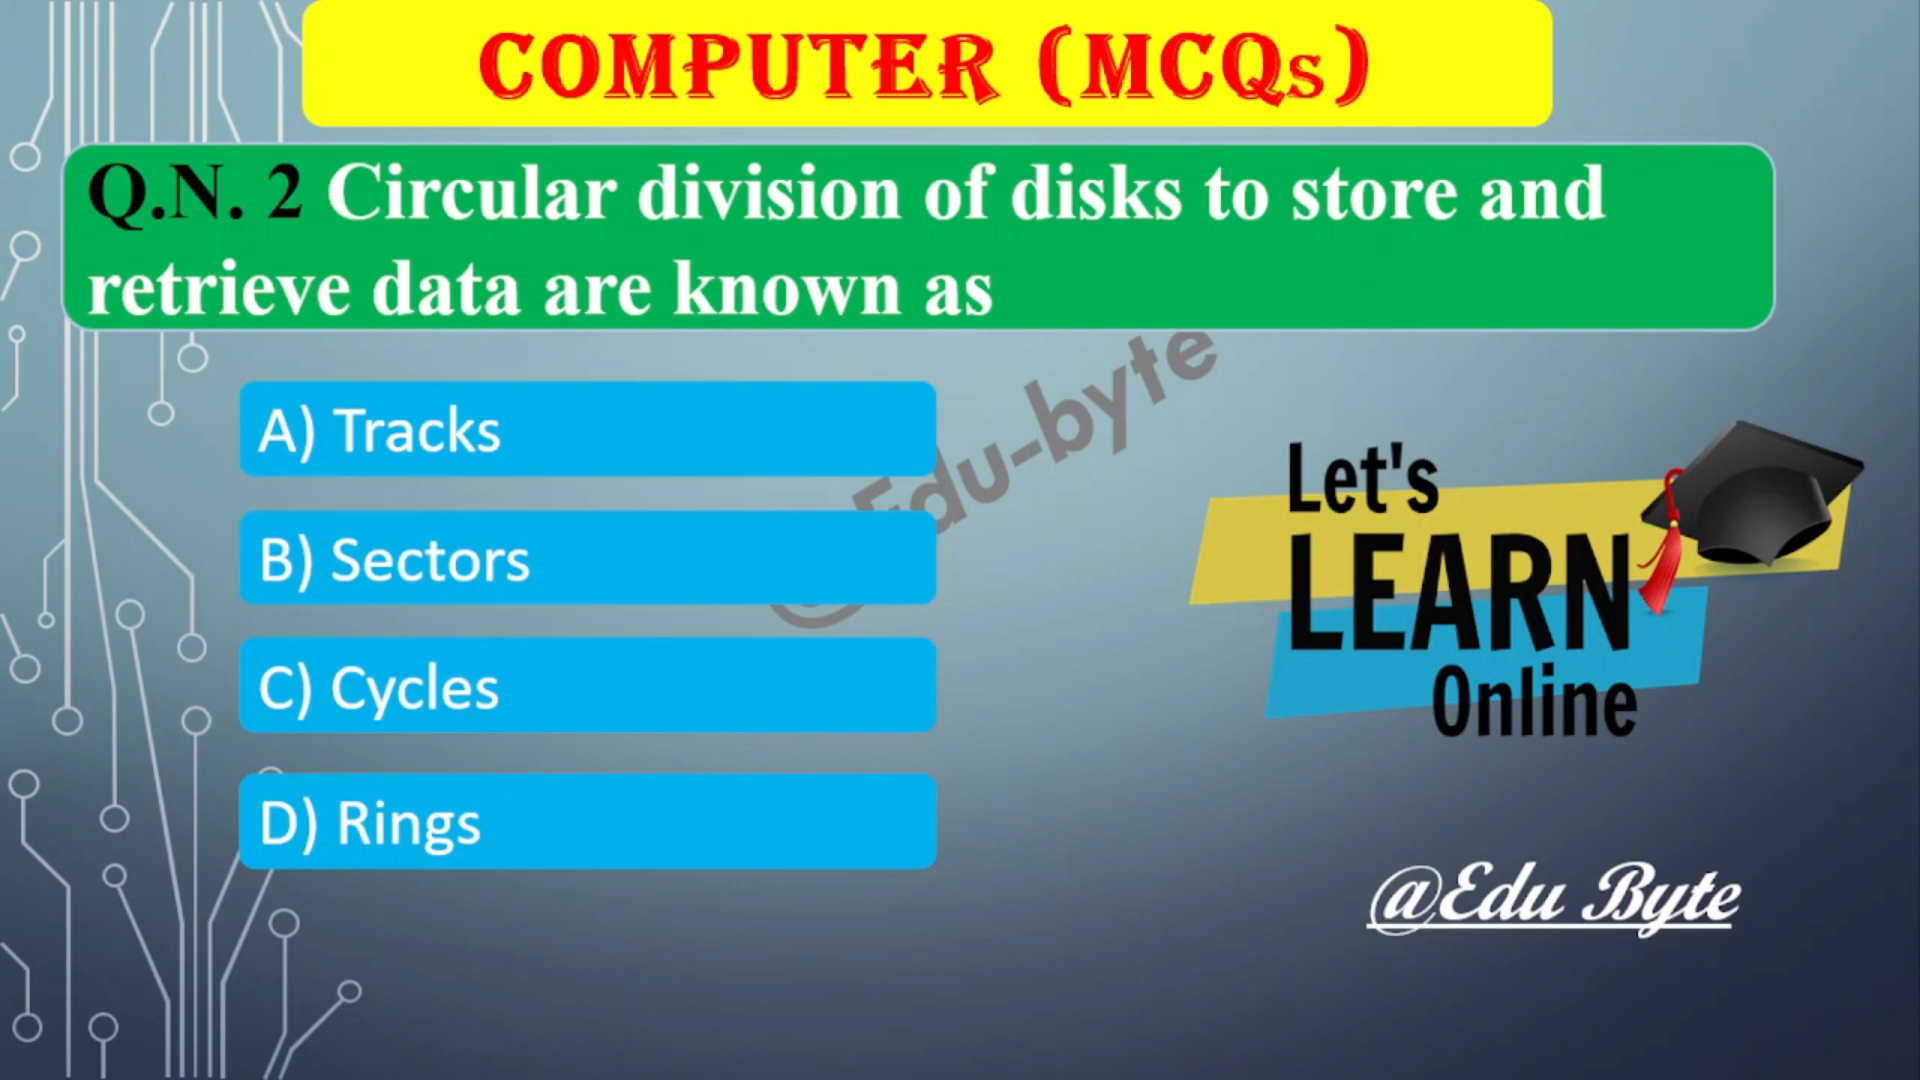 COMPUTER (MCQs)
Q.N. 2 Circular division of disks to store and
retrieve data are known as
A) Tracks
@Edu-byte
B) Sectors
C) Cycles
D) Rings
Let's
LEARN
Online
@Edu Byte